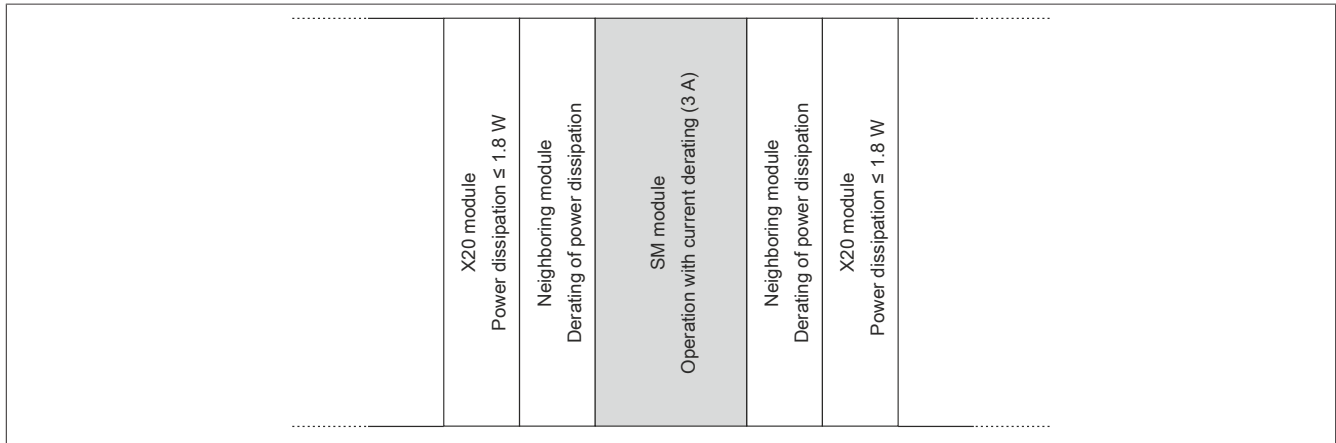 X20 module
Power dissipation ≤ 1.8 W
Neighboring module
Derating of power dissipation
SM module
Operation with current derating (3 A)
Neighboring module
Derating of power dissipation
X20 module
Power dissipation ≤ 1.8 W